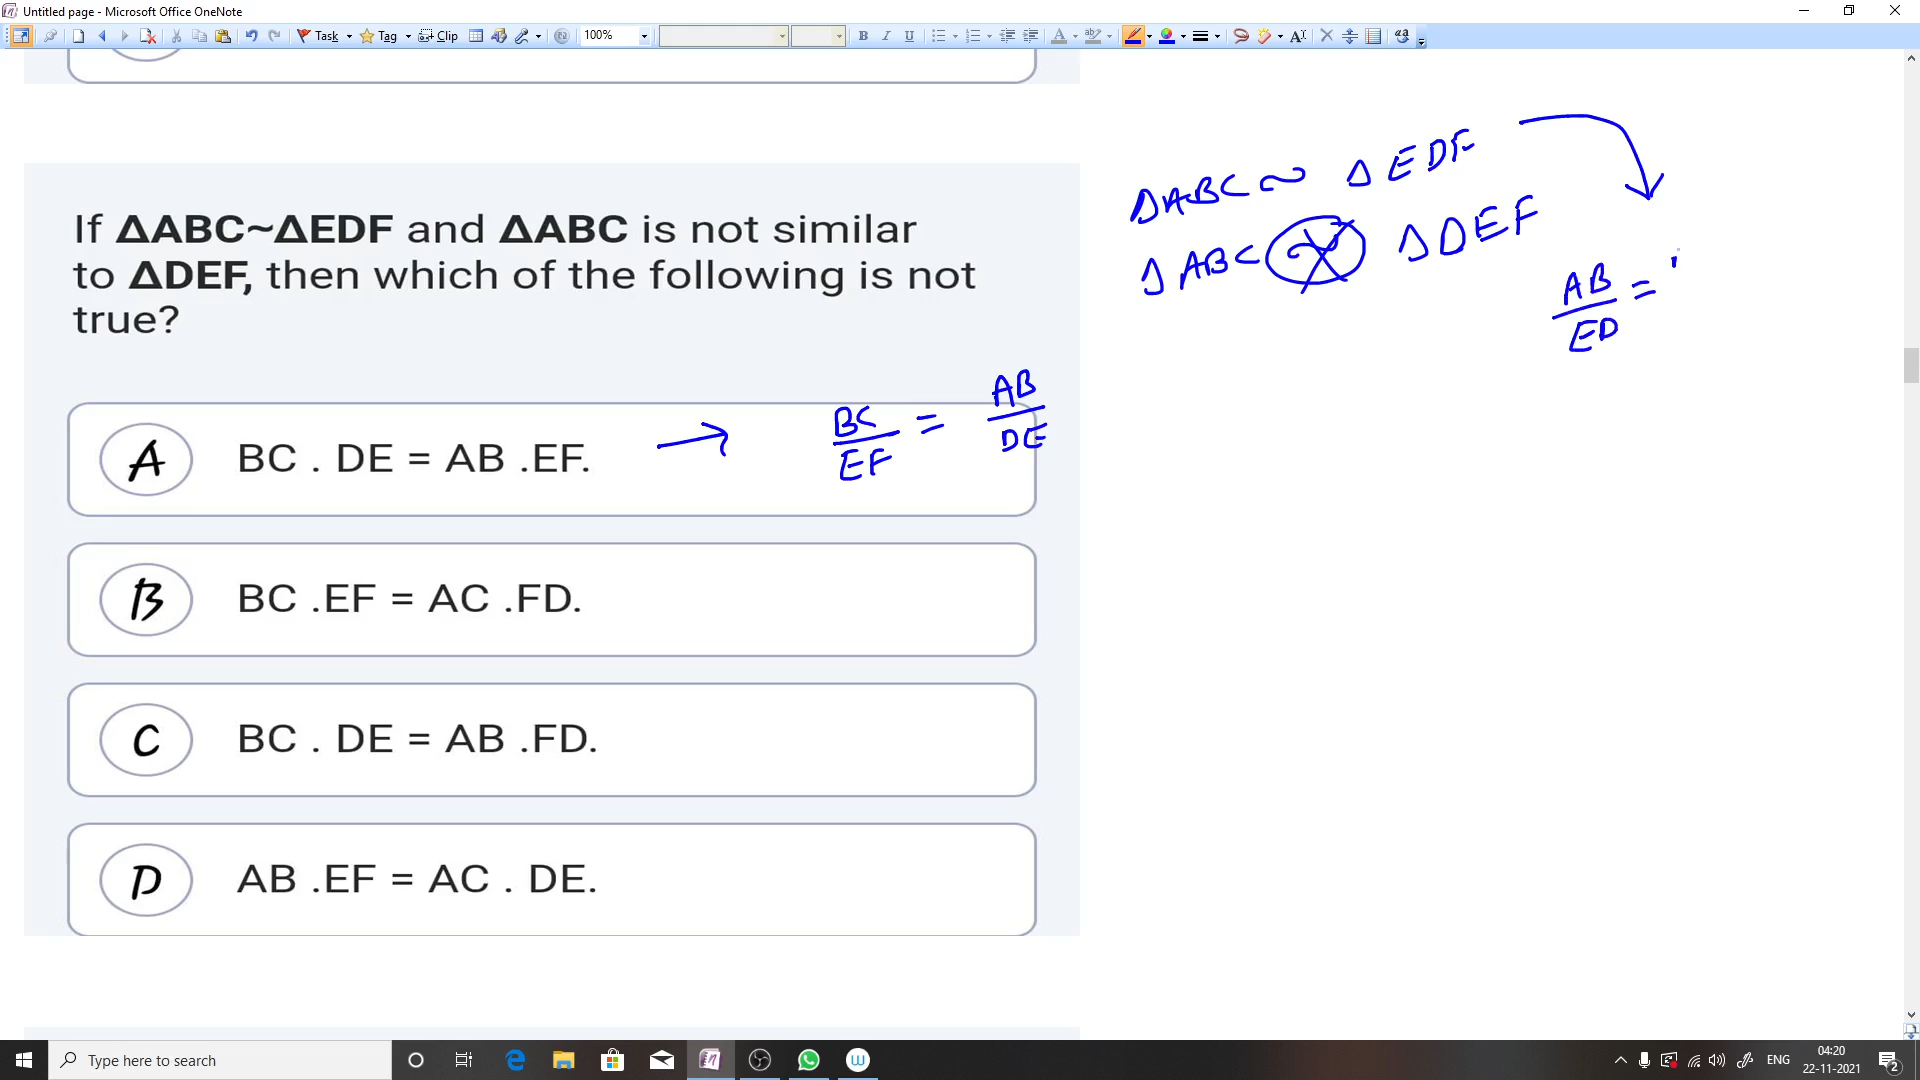 Untitled page - Microsoft Office OneNote
Task Tag Clip 100% B I U
If ΔABC~ΔEDF and ΔABC is not similar
to ΔDEF, then which of the following is not
true?
A BC . DE = AB .EF.
B BC .EF = AC .FD.
C BC . DE = AB .FD.
D AB .EF = AC . DE.
→ BC/EF = AB/DE
ΔABC ~ ΔEDF
ΔABC ~ ΔDEF
AB/ED =
Type here to search
ENG
04:20
22-11-2021
2